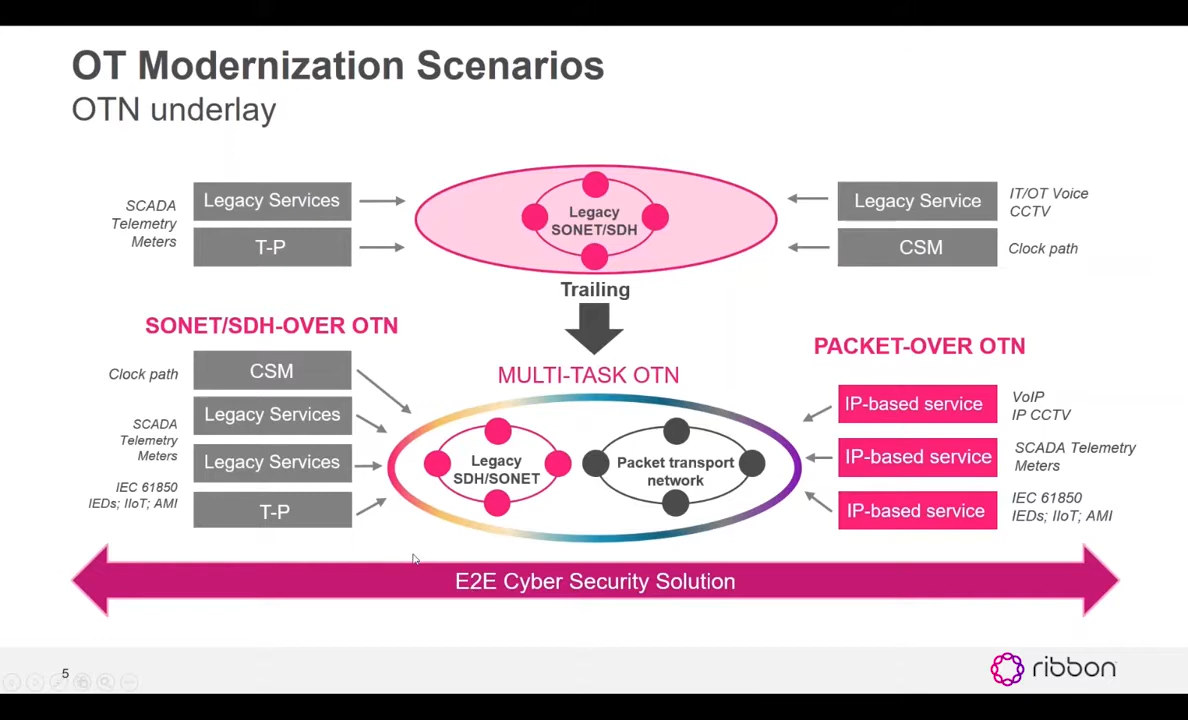 OT Modernization Scenarios
OTN underlay
SCADA
Telemetry
Meters
Legacy Services
T-P
Legacy
SONET/SDH
Legacy Service
CSM
IT/OT Voice
CCTV
Clock path
Trailing
SONET/SDH-OVER OTN
Clock path
CSM
SCADA
Telemetry
Meters
Legacy Services
Legacy Services
IEC 61850
IEDs; IIoT; AMI
T-P
MULTI-TASK OTN
Legacy
SDH/SONET
Packet transport
network
PACKET-OVER OTN
IP-based service
VoIP
IP CCTV
IP-based service
SCADA Telemetry
Meters
IP-based service
IEC 61850
IEDs; IIoT; AMI
E2E Cyber Security Solution
5
ribbon